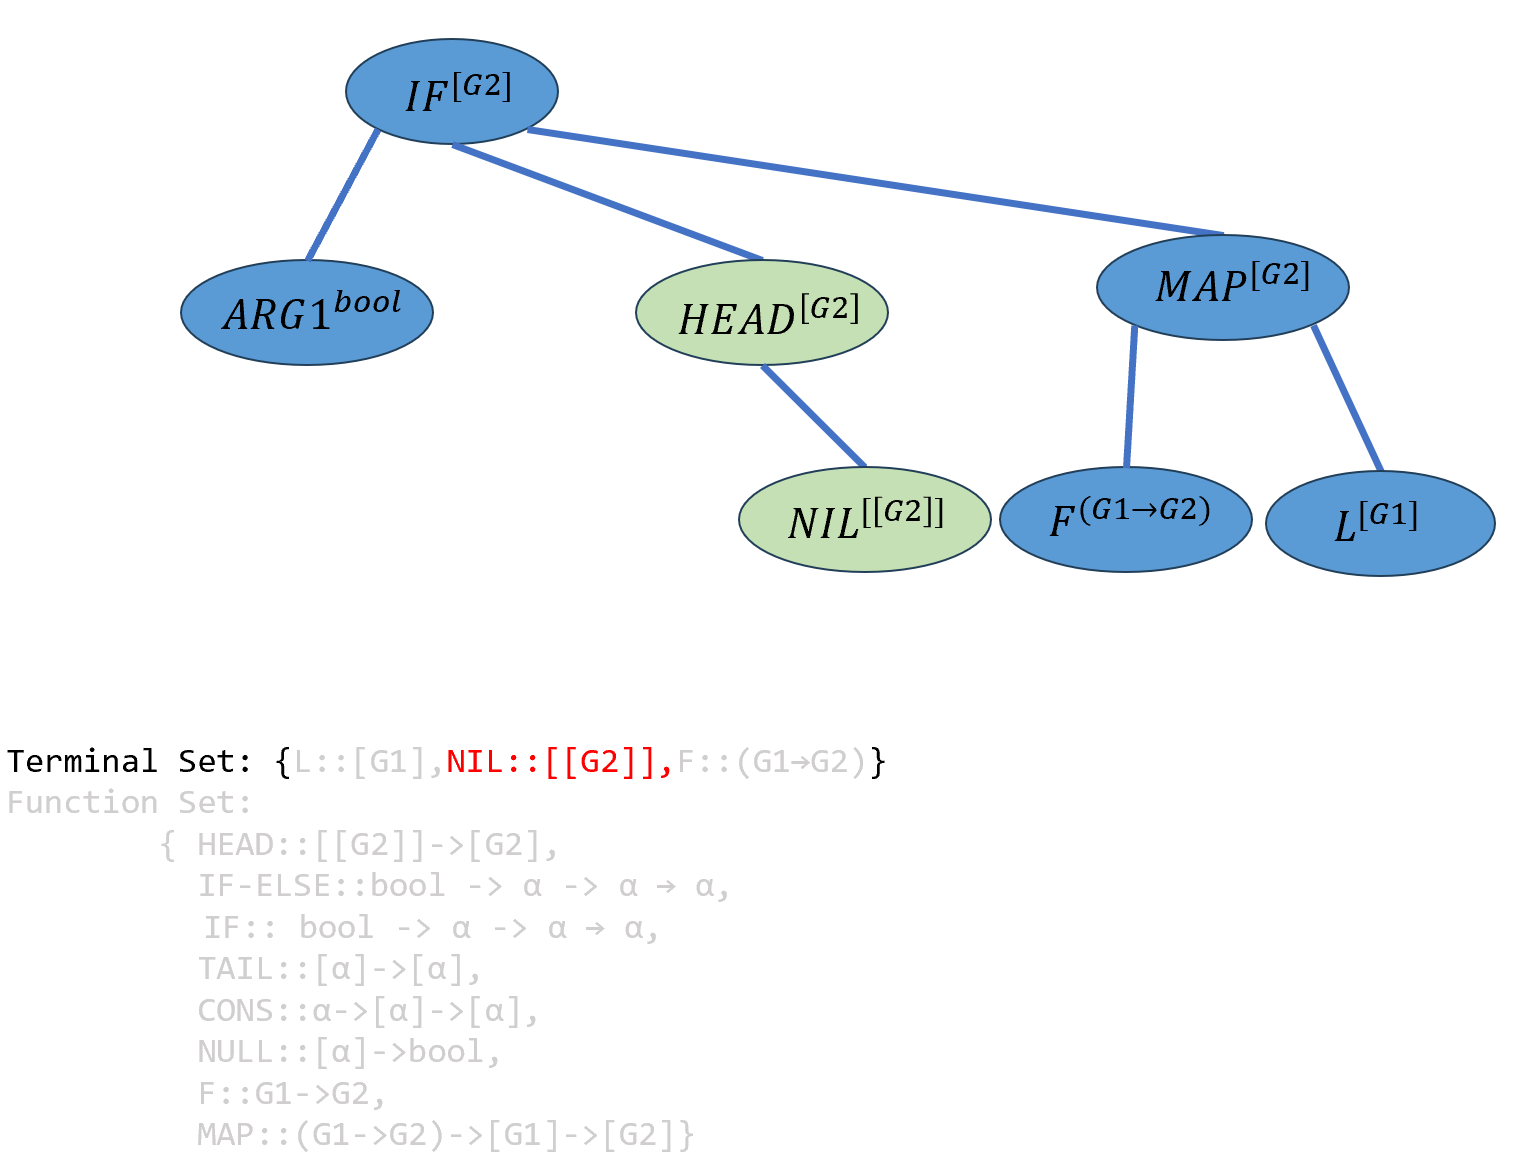 IF^[G2]
ARG1^bool
HEAD^[G2]
MAP^[G2]
NIL^[[G2]]
F^(G1→G2)
L^[G1]
Terminal Set: {L::[G1],NIL::[[G2]],F::(G1→G2)}
Function Set:
{ HEAD::[[G2]]->[G2],
IF-ELSE::bool -> α -> α → α,
IF:: bool -> α -> α → α,
TAIL::[α]->[α],
CONS::α->[α]->[α],
NULL::[α]->bool,
F::G1->G2,
MAP::(G1->G2)->[G1]->[G2]}